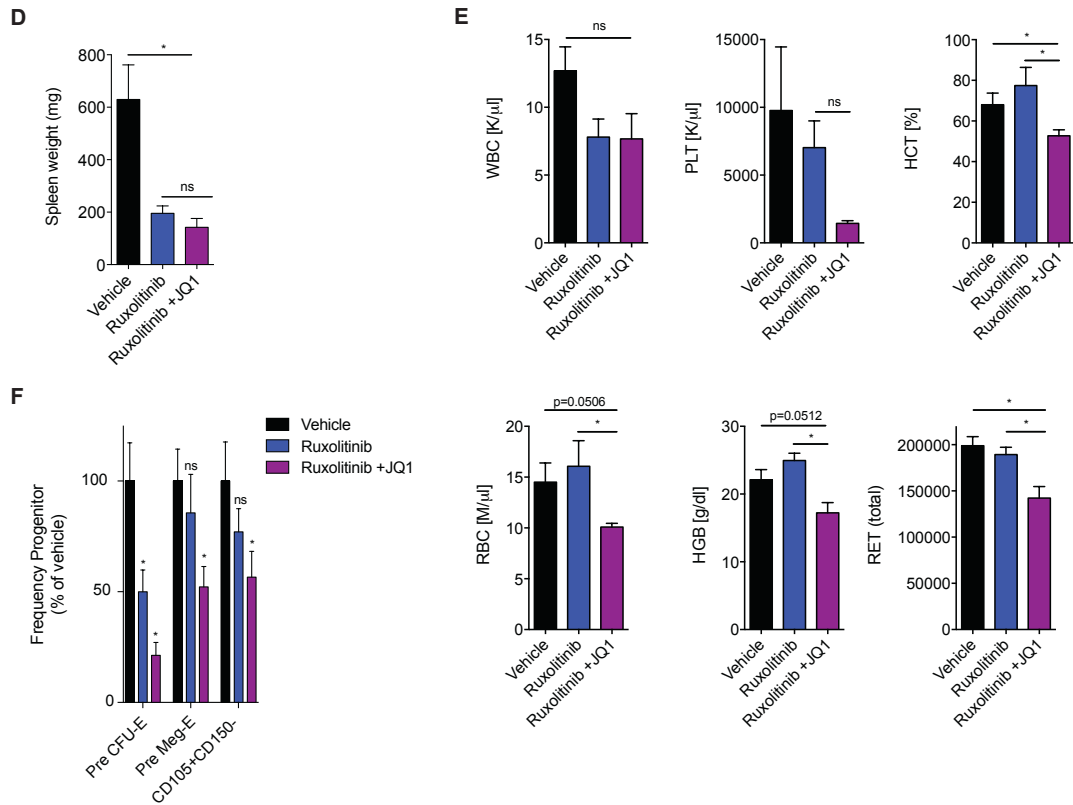 D
Spleen weight (mg)
800
600
400
200
0
*
ns
Vehicle
Ruxolitinib
Ruxolitinib +JQ1
E
WBC [K/µl]
15
10
5
0
ns
Vehicle
Ruxolitinib
Ruxolitinib +JQ1
PLT [K/µl]
15000
10000
5000
0
ns
Vehicle
Ruxolitinib
Ruxolitinib +JQ1
HCT [%]
100
80
60
40
20
0
*
*
Vehicle
Ruxolitinib
Ruxolitinib +JQ1
F
Frequency Progenitor
(% of vehicle)
100
50
0
*
*
ns
*
ns
*
Pre CFU-E
Pre Meg-E
CD105+CD150-
Vehicle
Ruxolitinib
Ruxolitinib +JQ1
RBC [M/µl]
20
15
10
5
0
p=0.0506
*
Vehicle
Ruxolitinib
Ruxolitinib +JQ1
HGB [g/dl]
30
20
10
0
p=0.0512
*
Vehicle
Ruxolitinib
Ruxolitinib +JQ1
RET (total)
200000
150000
100000
50000
0
*
*
Vehicle
Ruxolitinib
Ruxolitinib +JQ1